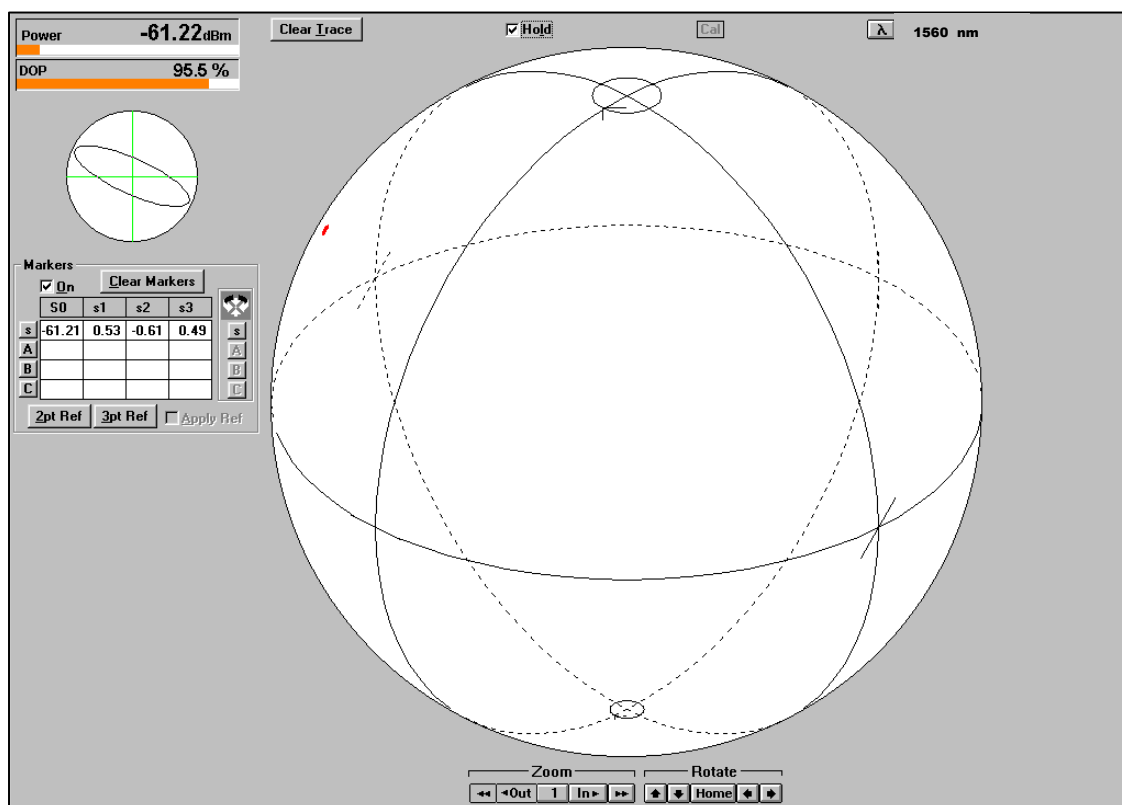 Power -61.22dBm
DOP 95.5 %
Clear Trace
Hold
Cal
λ 1560 nm
Markers
On Clear Markers
S0 s1 s2 s3
s -61.21 0.53 -0.61 0.49 s
A A
B B
C C
2pt Ref 3pt Ref Apply Ref
Zoom Rotate
Out 1 In Home